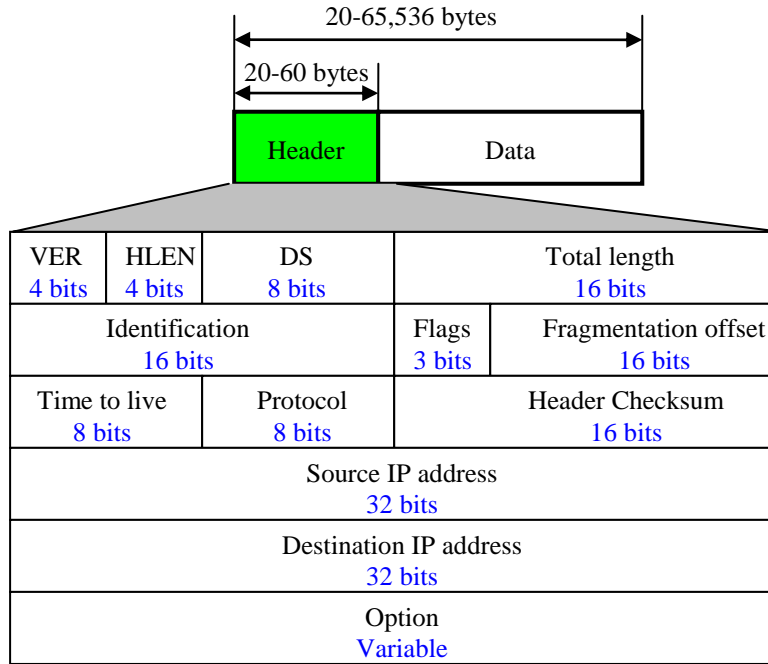 20-65,536 bytes
20-60 bytes
Header Data
VER HLEN DS Total length
4 bits 4 bits 8 bits 16 bits
Identification Flags Fragmentation offset
16 bits 3 bits 16 bits
Time to live Protocol Header Checksum
8 bits 8 bits 16 bits
Source IP address
32 bits
Destination IP address
32 bits
Option
Variable